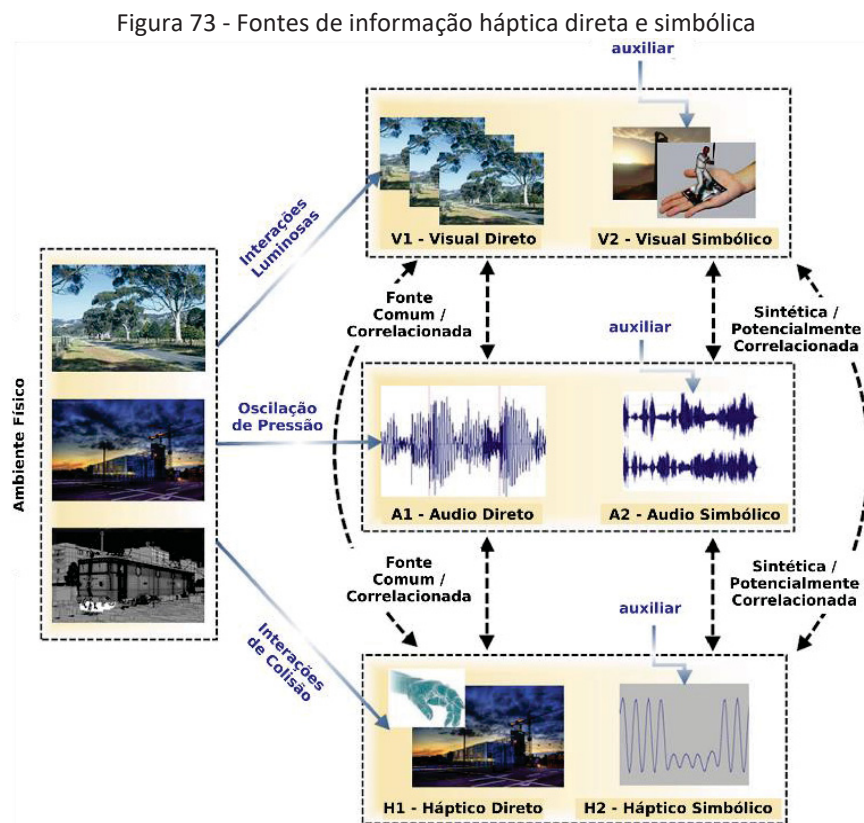 Figura 73 - Fontes de informação háptica direta e simbólica
auxiliar
Interações
Luminosas
V1 - Visual Direto
V2 - Visual Simbólico
Fonte
Comum /
Correlacionada
auxiliar
Sintética /
Potencialmente
Correlacionada
Ambiente Físico
Oscilação
de Pressão
A1 - Audio Direto
A2 - Audio Simbólico
Fonte
Comum /
Correlacionada
Sintética /
Potencialmente
Correlacionada
auxiliar
Interações
de Colisão
H1 - Háptico Direto
H2 - Háptico Simbólico